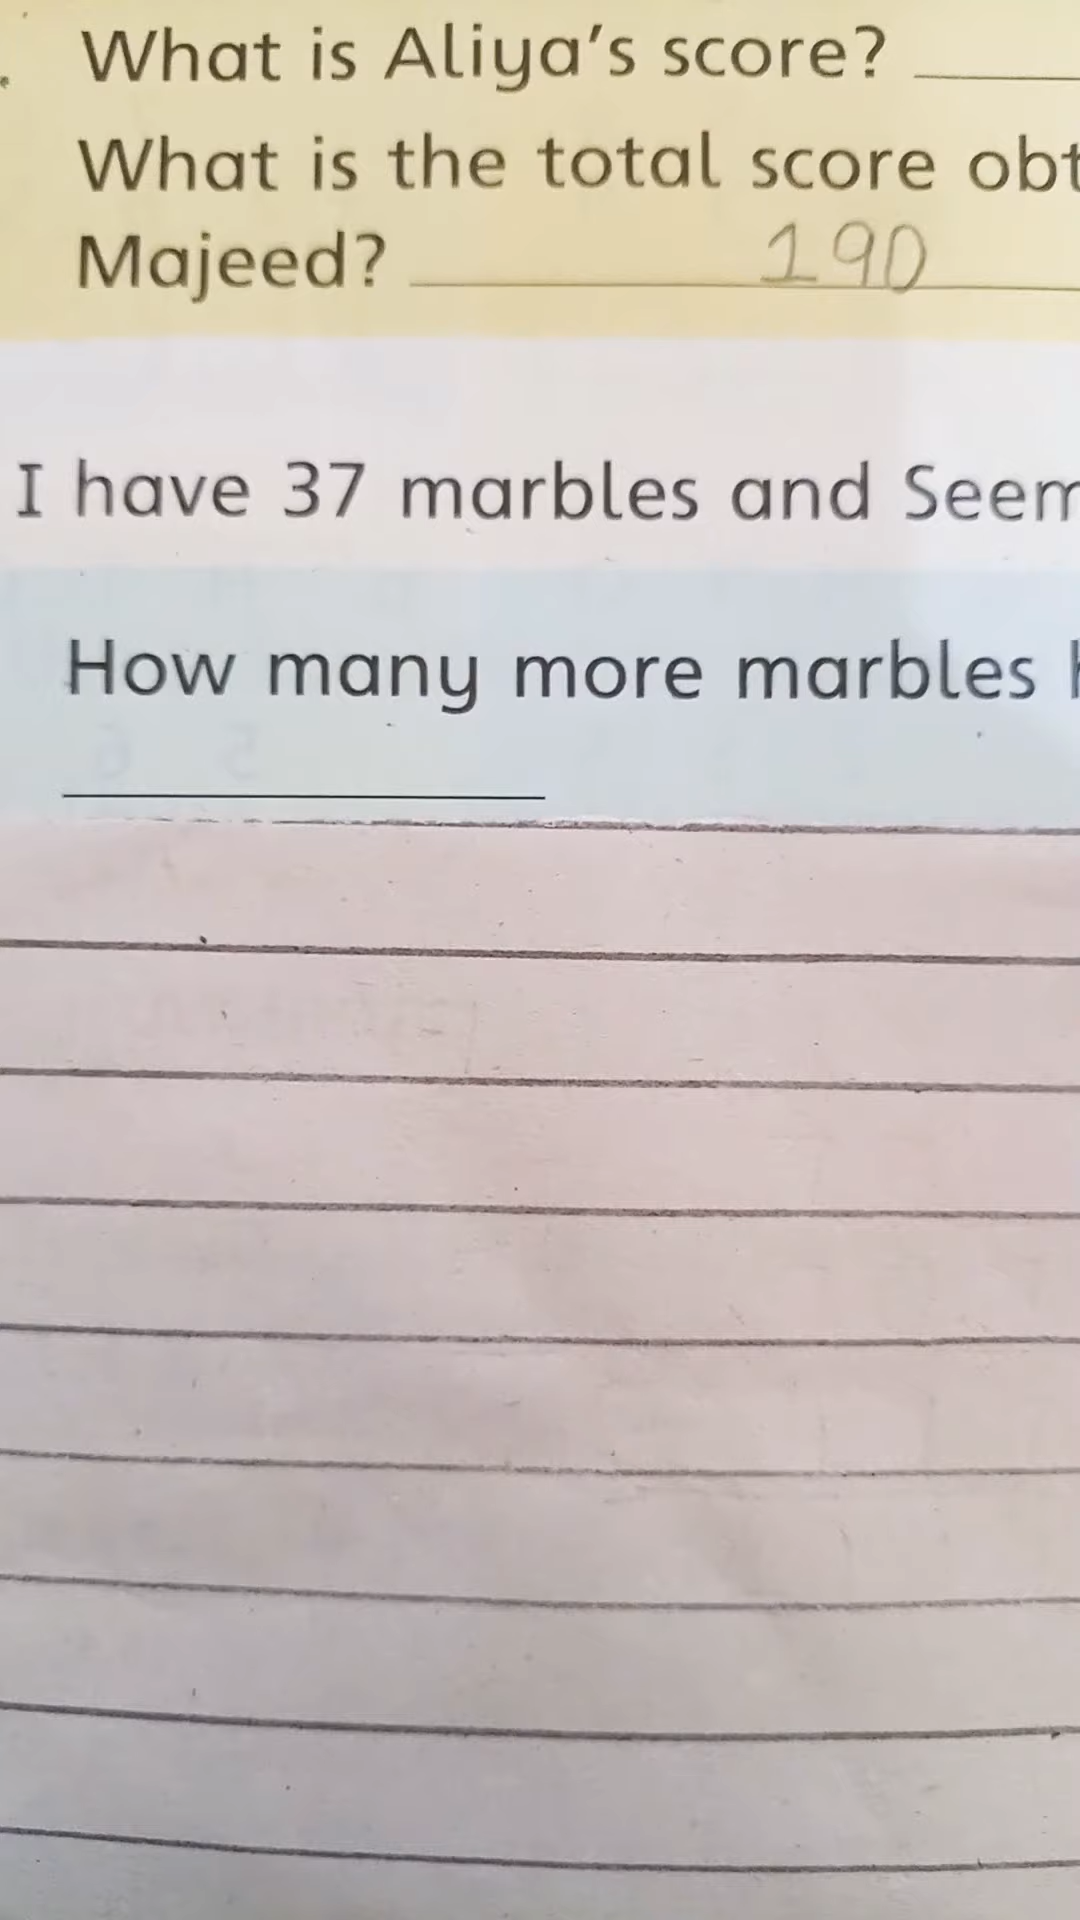 What is Aliya's score?
What is the total score obt
Majeed? 190
I have 37 marbles and Seem
How many more marbles